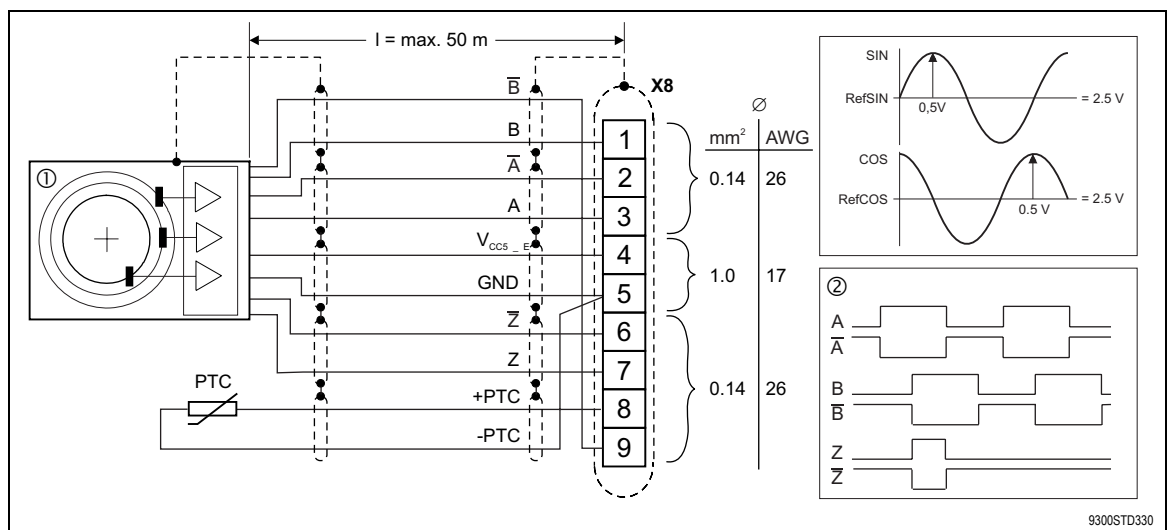 l = max. 50 m
X8
B̅
B
A̅
A
VCC5_E
GND
Z̅
Z
+PTC
-PTC
PTC
①
1
2
3
4
5
6
7
8
9
∅
mm² AWG
0.14 26
1.0 17
0.14 26
SIN
RefSIN
0,5V
= 2.5 V
COS
RefCOS
0.5 V
= 2.5 V
②
A
A̅
B
B̅
Z
Z̅
9300STD330